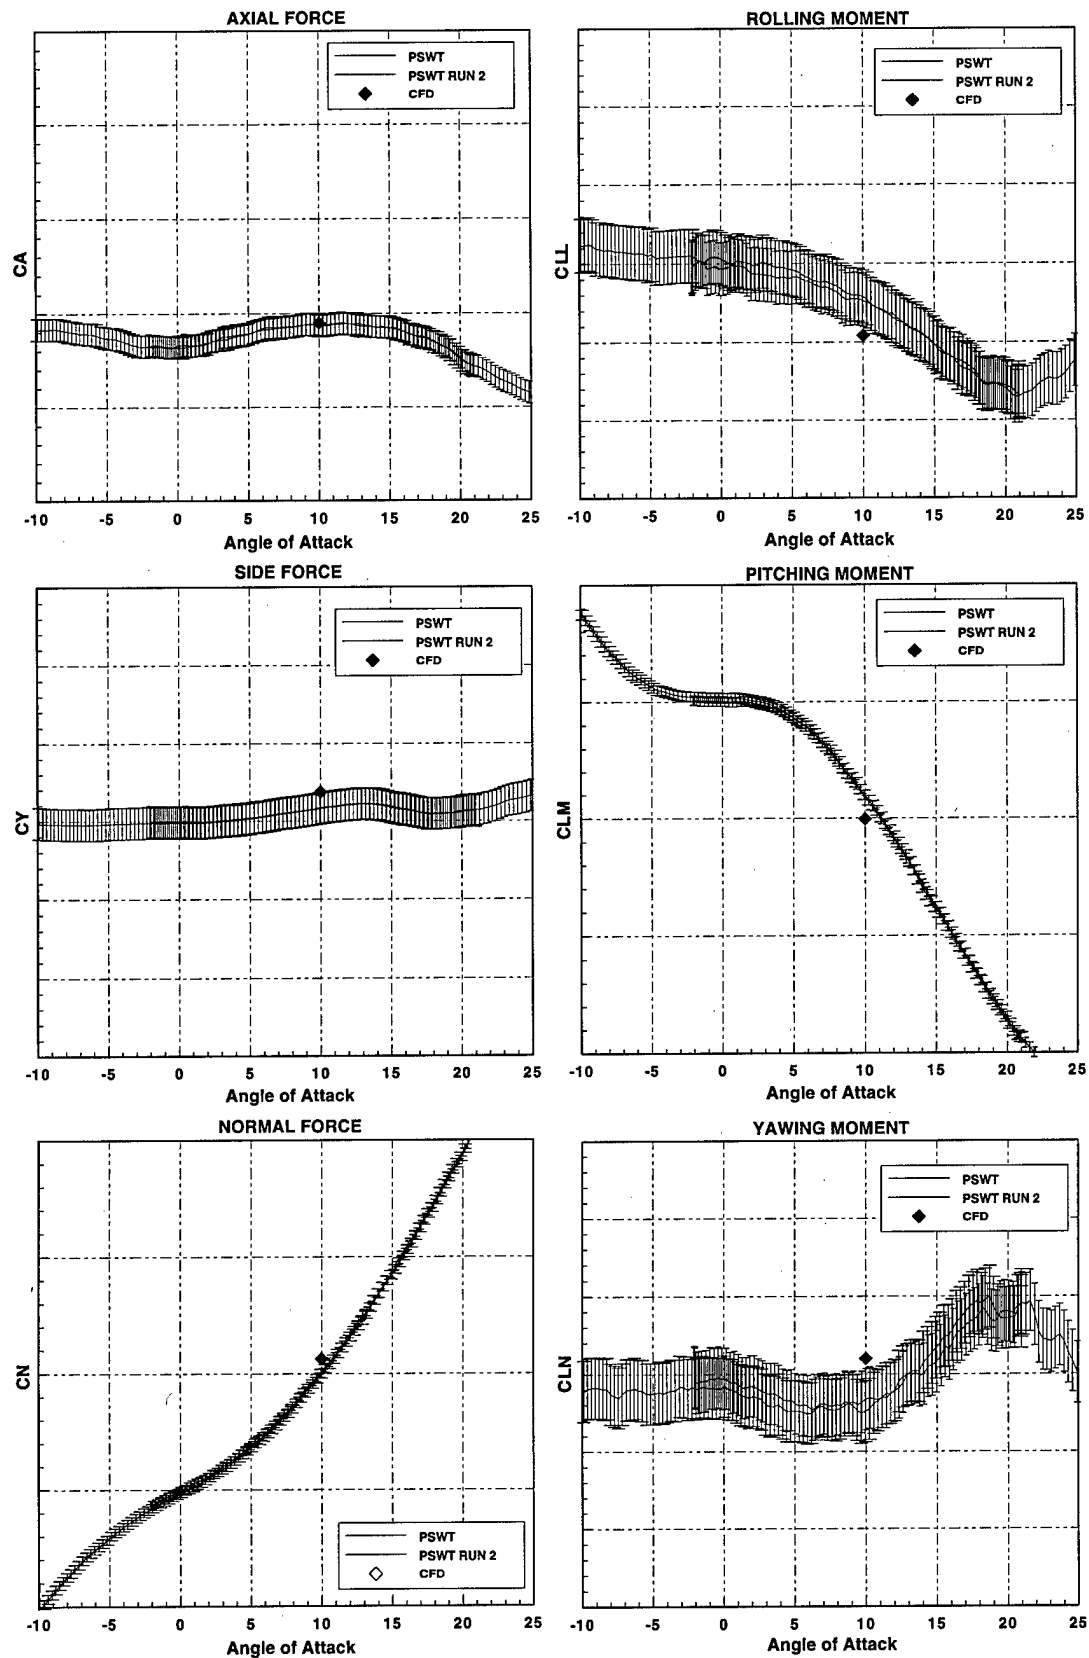 AXIAL FORCE
PSWT
PSWT RUN 2
CFD
CA
-10 -5 0 5 10 15 20 25
Angle of Attack
ROLLING MOMENT
PSWT
PSWT RUN 2
CFD
CLL
-10 -5 0 5 10 15 20 25
Angle of Attack
SIDE FORCE
PSWT
PSWT RUN 2
CFD
CY
-10 -5 0 5 10 15 20 25
Angle of Attack
PITCHING MOMENT
PSWT
PSWT RUN 2
CFD
CLM
-10 -5 0 5 10 15 20 25
Angle of Attack
NORMAL FORCE
CN
PSWT
PSWT RUN 2
CFD
-10 -5 0 5 10 15 20 25
Angle of Attack
YAWING MOMENT
PSWT
PSWT RUN 2
CFD
CLN
-10 -5 0 5 10 15 20 25
Angle of Attack